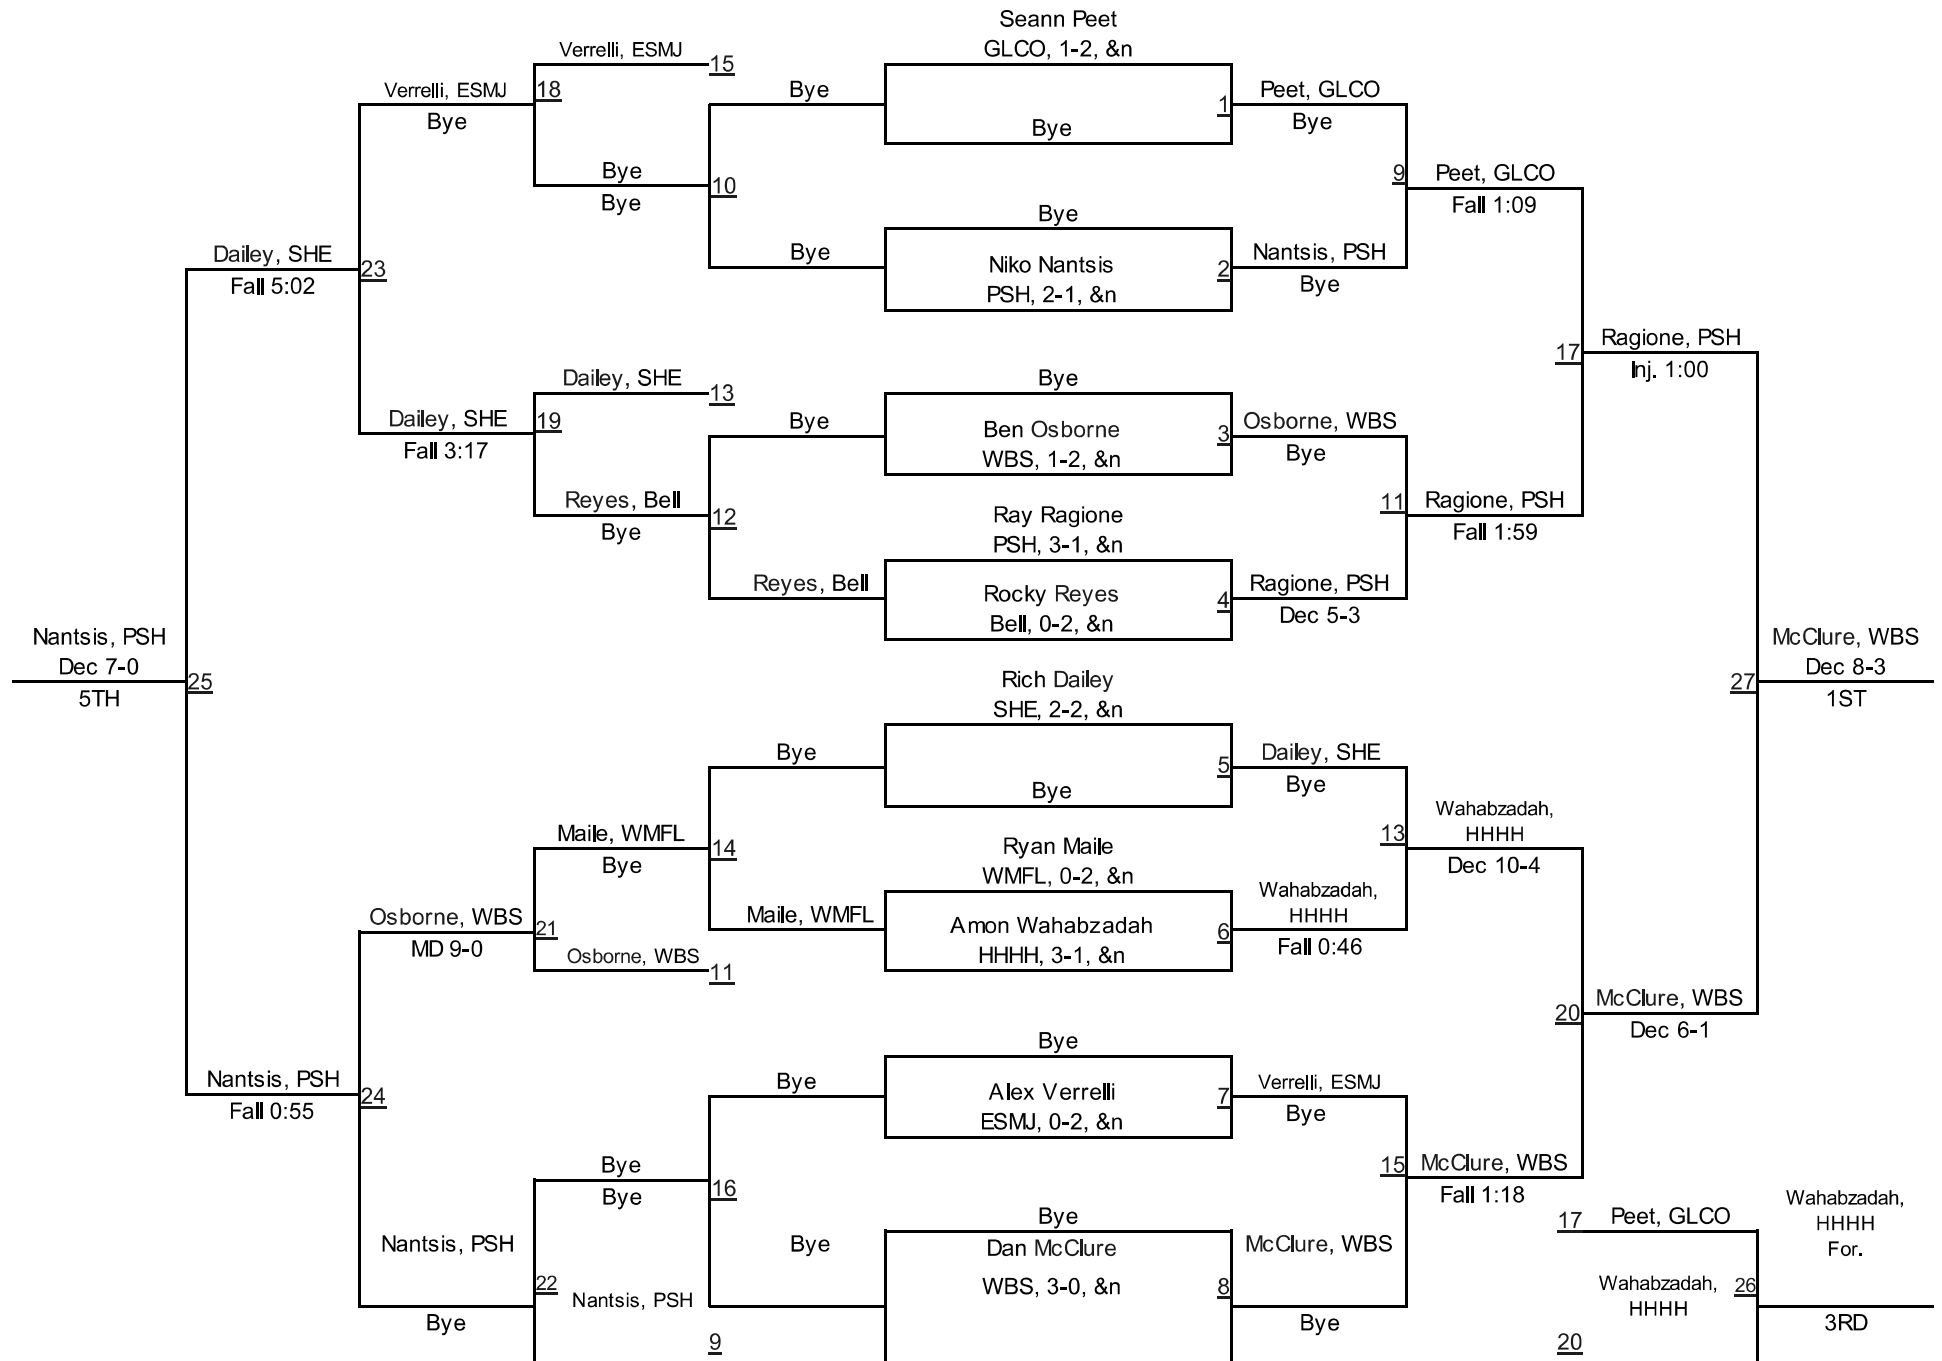 Seann Peet
GLCO, 1-2, &n
Verrelli, ESMJ
15
Verrelli, ESMJ
18
Bye
1
Peet, GLCO
Bye
Bye
Bye
Bye
10
Bye
9
Peet, GLCO
Bye
Fall 1:09
Dailey, SHE
23
Fall 5:02
Bye
Bye
Niko Nantsis
PSH, 2-1, &n
2
Nantsis, PSH
Bye
17
Ragione, PSH
Inj. 1:00
Dailey, SHE
13
Bye
Dailey, SHE
19
Fall 3:17
Bye
Ben Osborne
WBS, 1-2, &n
3
Osborne, WBS
Bye
Reyes, Bell
12
Bye
Ray Ragione
PSH, 3-1, &n
11
Ragione, PSH
Fall 1:59
Reyes, Bell
Rocky Reyes
Bell, 0-2, &n
4
Ragione, PSH
Dec 5-3
Nantsis, PSH
Dec 7-0
25
5TH
McClure, WBS
Dec 8-3
27
1ST
Rich Dailey
SHE, 2-2, &n
Bye
5
Dailey, SHE
Bye
Bye
Maile, WMFL
14
Bye
Ryan Maile
WMFL, 0-2, &n
13
Wahabzadah,
HHHH
Dec 10-4
Osborne, WBS
21
MD 9-0
Maile, WMFL
Amon Wahabzadah
HHHH, 3-1, &n
6
Wahabzadah,
HHHH
Fall 0:46
Osborne, WBS
11
20
McClure, WBS
Dec 6-1
Nantsis, PSH
24
Fall 0:55
Bye
Bye
Alex Verrelli
ESMJ, 0-2, &n
7
Verrelli, ESMJ
Bye
Bye
16
Bye
15
McClure, WBS
Fall 1:18
Nantsis, PSH
22
Bye
Nantsis, PSH
9
Bye
Bye
Dan McClure
WBS, 3-0, &n
8
McClure, WBS
Bye
17
Peet, GLCO
Wahabzadah,
HHHH
20
26
Wahabzadah,
HHHH
For.
3RD